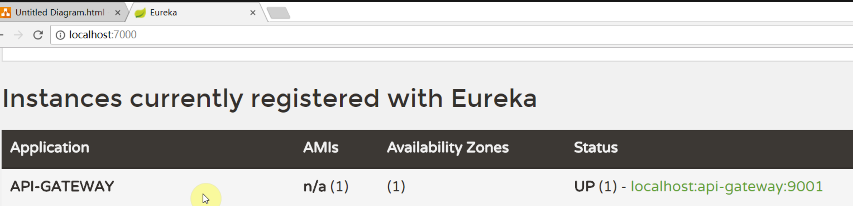 Untitled Diagram.html
Eureka
localhost:7000
Instances currently registered with Eureka
Application AMIs Availability Zones Status
API-GATEWAY n/a (1) (1) UP (1) - localhost:api-gateway:9001